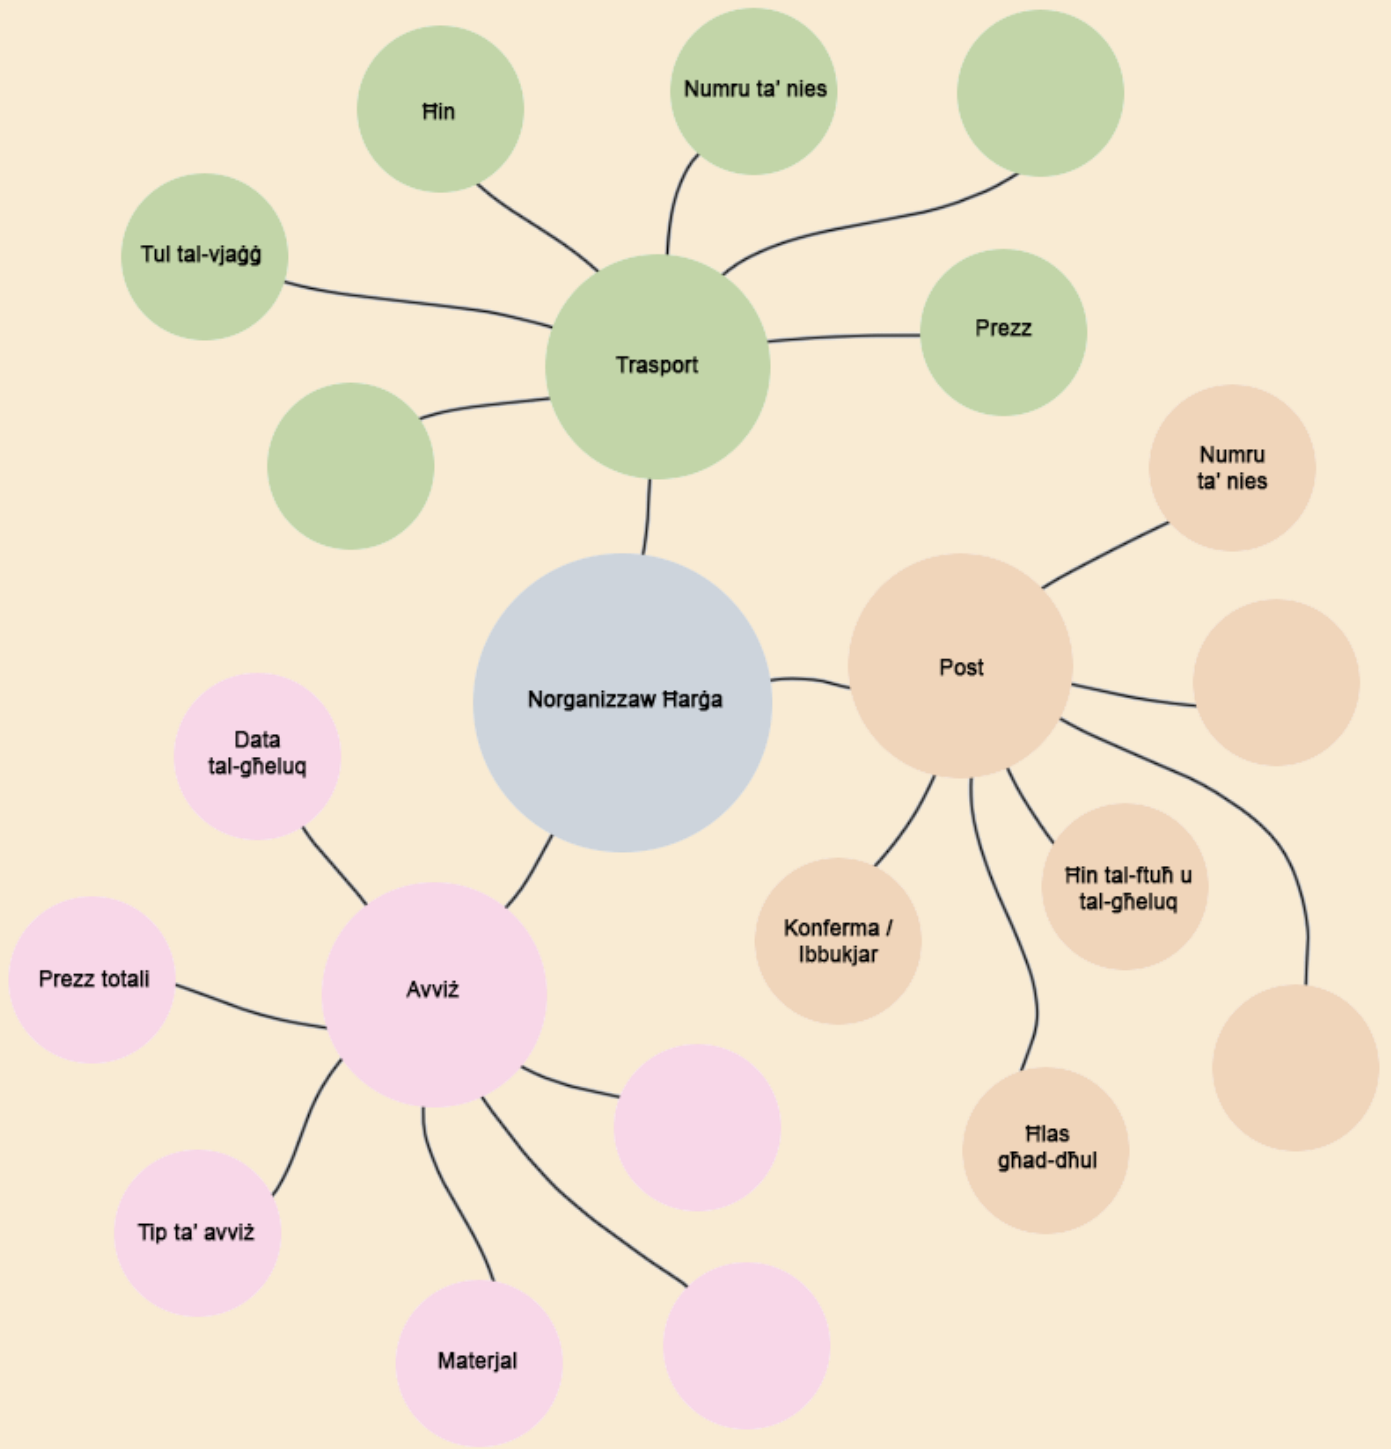 Ħin
Numru ta' nies
Tul tal-vjaġġ
Prezz
Trasport
Numru
ta' nies
Post
Norganizzaw Ħarġa
Data
tal-għeluq
Ħin tal-ftuħ u
tal-għeluq
Konferma /
Ibbukjar
Prezz totali
Avviż
Ħlas
għad-dħul
Tip ta' avviż
Materjal